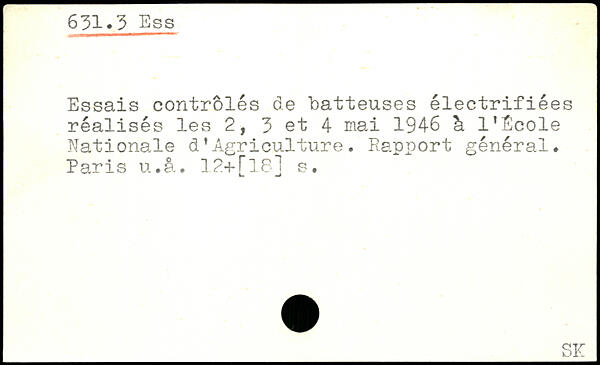 631.3 Ess
Essais contrôlés de batteuses électrifiées
réalisés les 2, 3 et 4 mai 1946 à l'École
Nationale d'Agriculture. Rapport général.
Paris u.å. 12+[18] s.
SK